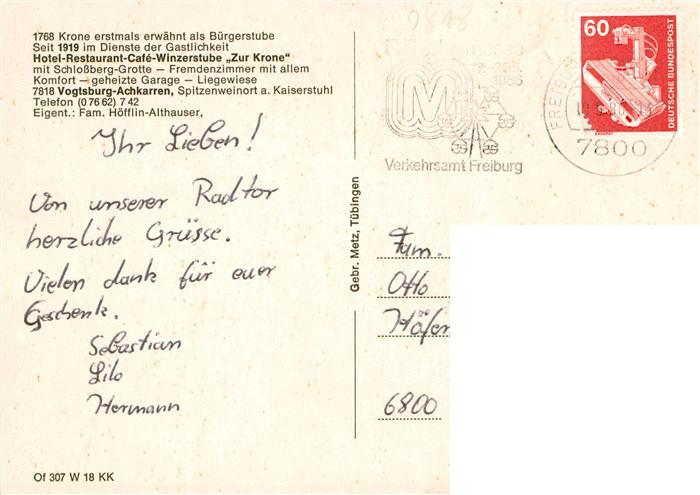 1768 Krone erstmals erwähnt als Bürgerstube
Seit 1919 im Dienste der Gastlichkeit
Hotel-Restaurant-Café-Winzerstube „Zur Krone“
mit Schloßberg-Grotte – Fremdenzimmer mit allem
Komfort – geheizte Garage – Liegewiese
7818 Vogtsburg-Achkarren, Spitzenweinort a. Kaiserstuhl
Telefon (07662) 742
Eigent.: Fam. Höfflin-Althauser,
Ihr Lieben!
Von unserer Radtor
herzliche Grüsse.
Vielen dank für euer
Geschenk.
Sebastian
Lilo
Hermann
Of 307 W 18 KK
Gebr. Metz, Tübingen
1986
M
Verkehrsamt Freiburg
7800
60
DEUTSCHE BUNDESPOST
Fam.
Otto
Höfer
6800